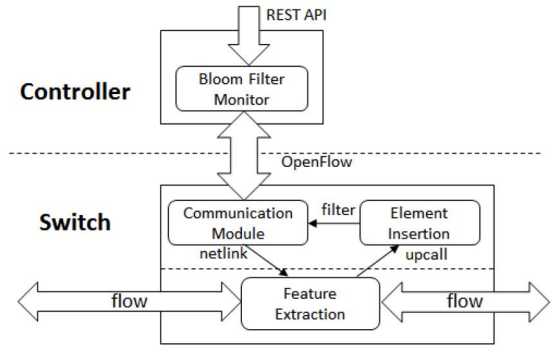 REST API
Controller
Bloom Filter
Monitor
OpenFlow
Switch
Communication
Module
filter
Element
Insertion
netlink
upcall
flow
Feature
Extraction
flow